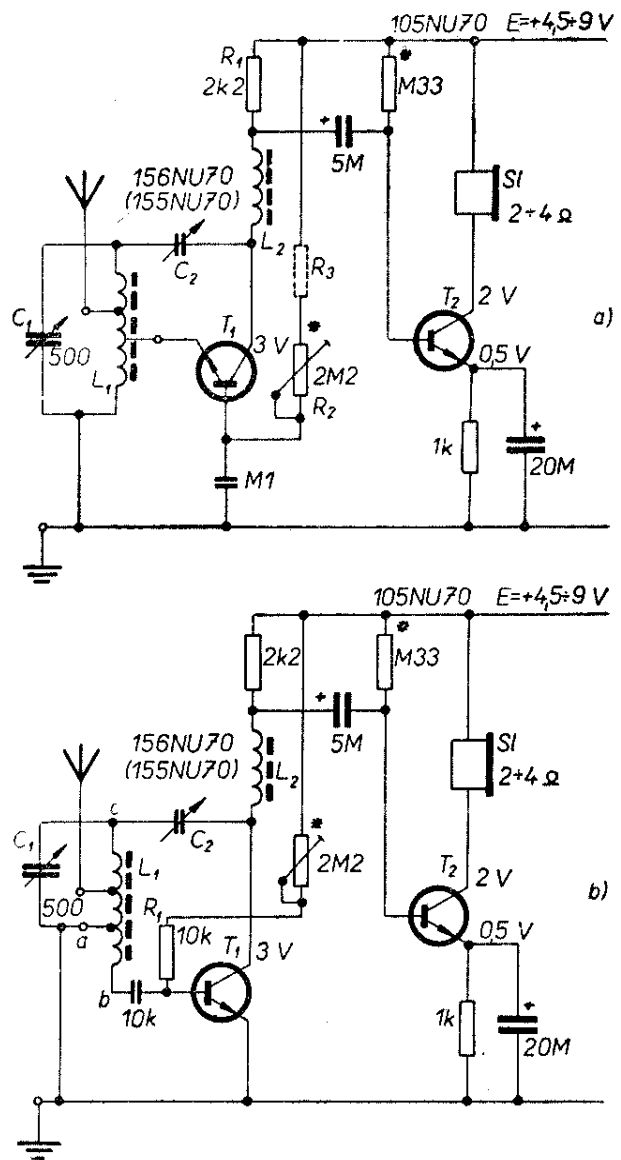 105NU70 E=+4,5÷9 V
R1
2k2
*
M33
+
5M
156NU70
(155NU70)
L2
Sl
2÷4 Ω
C2
R3
C1
500
L1
T1
3 V
*
2M2
R2
T2
2 V
a)
0,5 V
1k
+
20M
M1
105NU70 E=+4,5÷9 V
2k2
*
M33
+
5M
156NU70
(155NU70)
L2
Sl
2÷4 Ω
c
C2
C1
500
L1
*
2M2
R1
a
10k
T1
3 V
T2
2 V
b)
0,5 V
b
10k
1k
+
20M